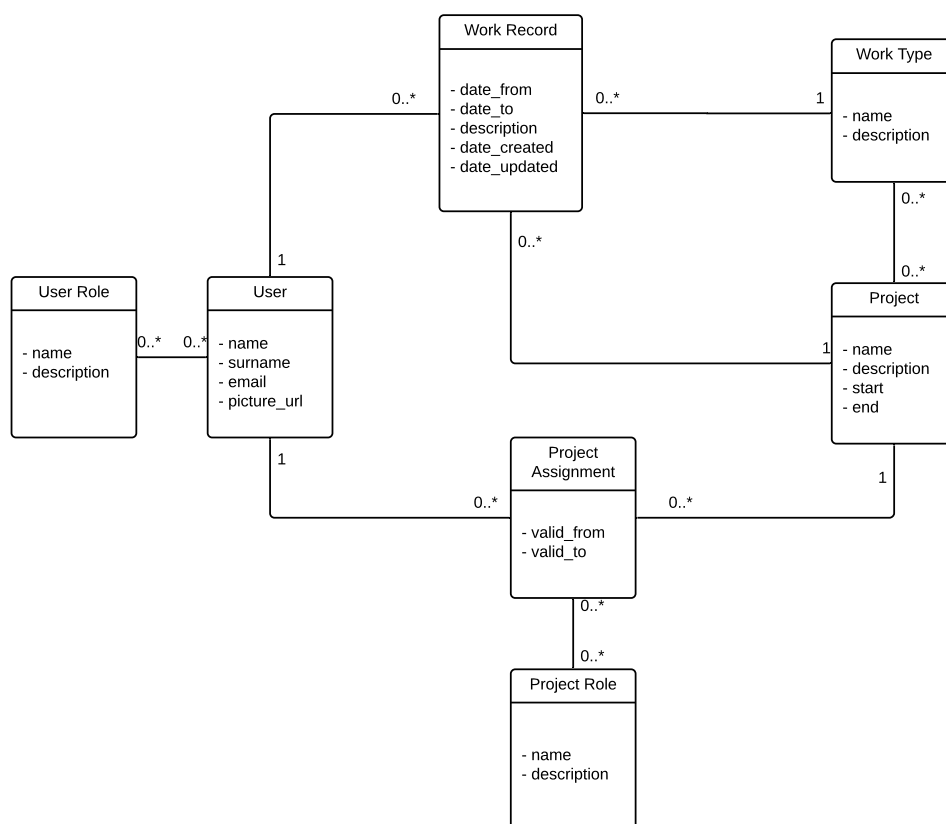 Work Record
- date_from
- date_to
- description
- date_created
- date_updated
Work Type
- name
- description
0..*
0..*
1
0..*
0..*
0..*
1
1
User Role
- name
- description
0..*
0..*
User
- name
- surname
- email
- picture_url
Project
- name
- description
- start
- end
1
0..*
Project
Assignment
- valid_from
- valid_to
0..*
1
0..*
0..*
Project Role
- name
- description